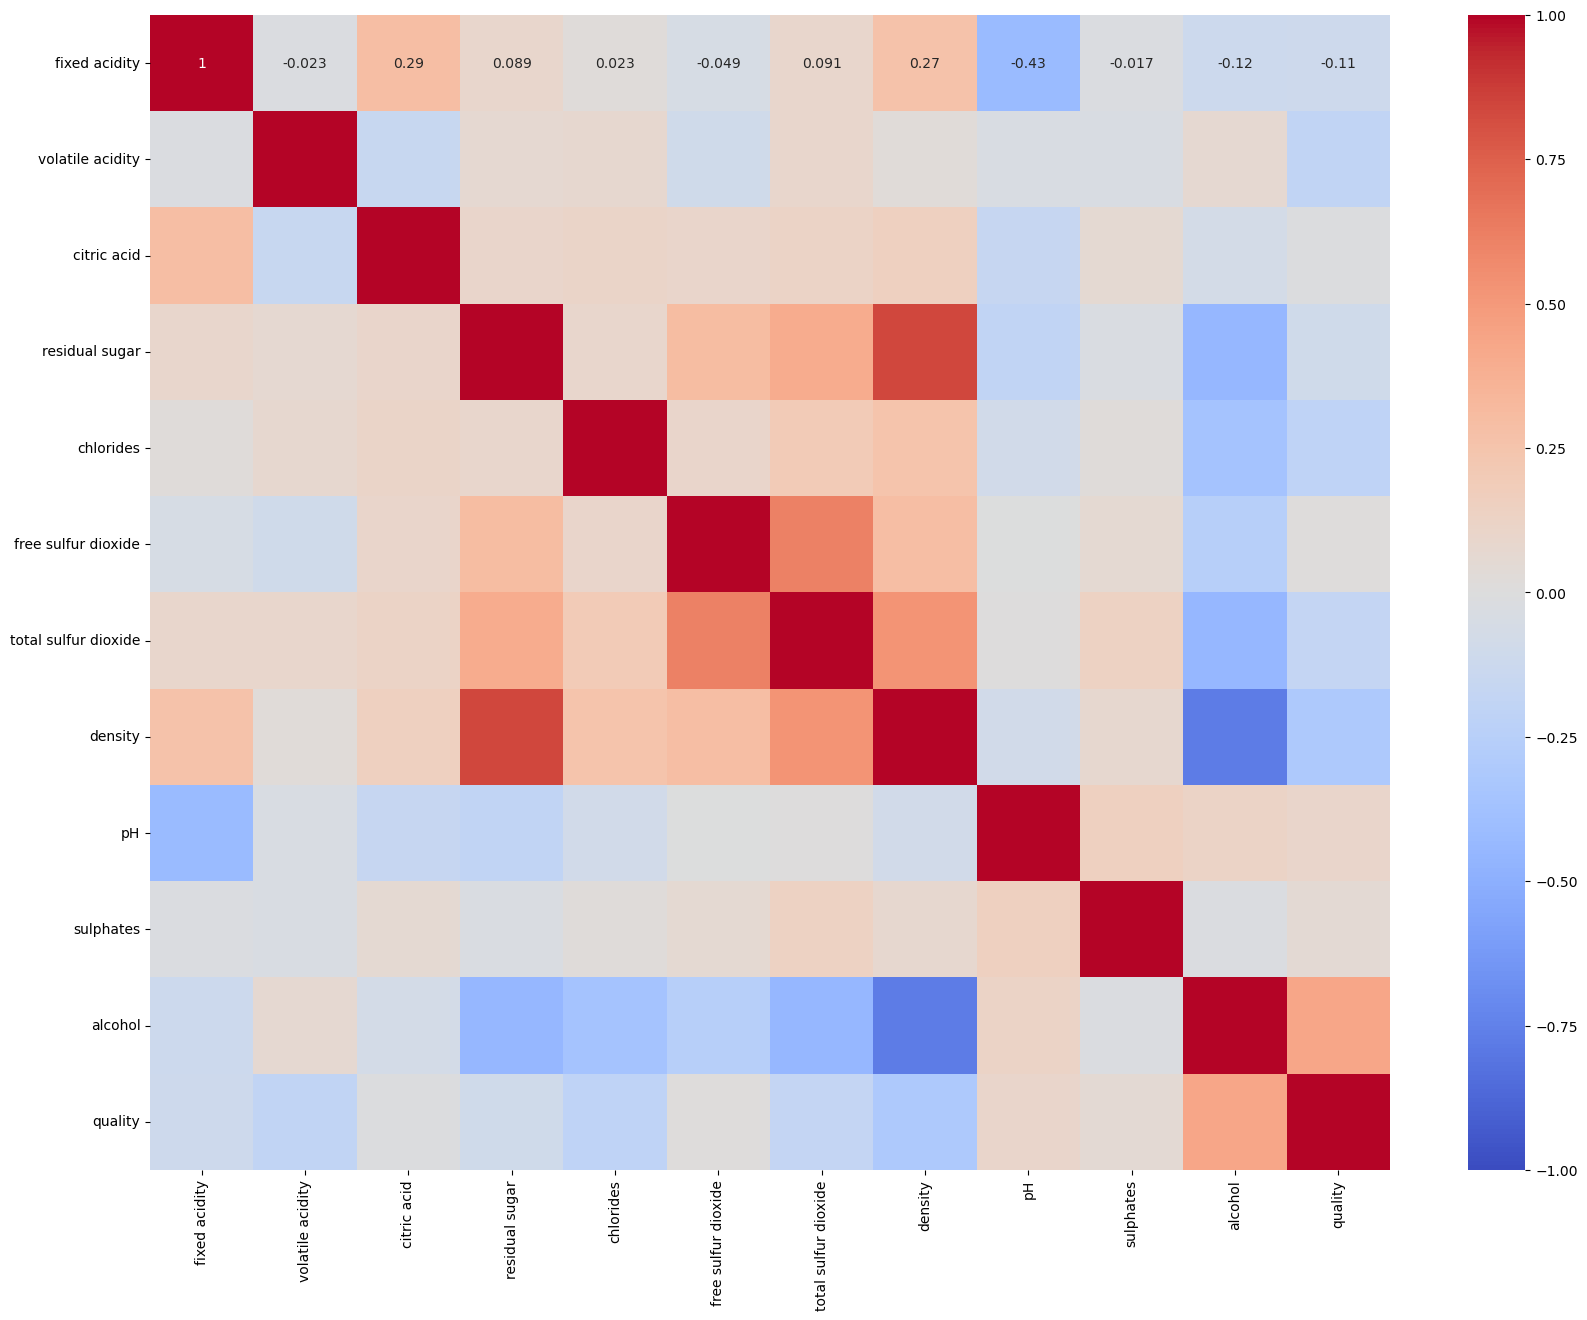 fixed acidity 1 -0.023 0.29 0.089 0.023 -0.049 0.091 0.27 -0.43 -0.017 -0.12 -0.11
volatile acidity
citric acid
residual sugar
chlorides
free sulfur dioxide
total sulfur dioxide
density
pH
sulphates
alcohol
quality
fixed acidity
volatile acidity
citric acid
residual sugar
chlorides
free sulfur dioxide
total sulfur dioxide
density
pH
sulphates
alcohol
quality
1.00
0.75
0.50
0.25
0.00
−0.25
−0.50
−0.75
−1.00